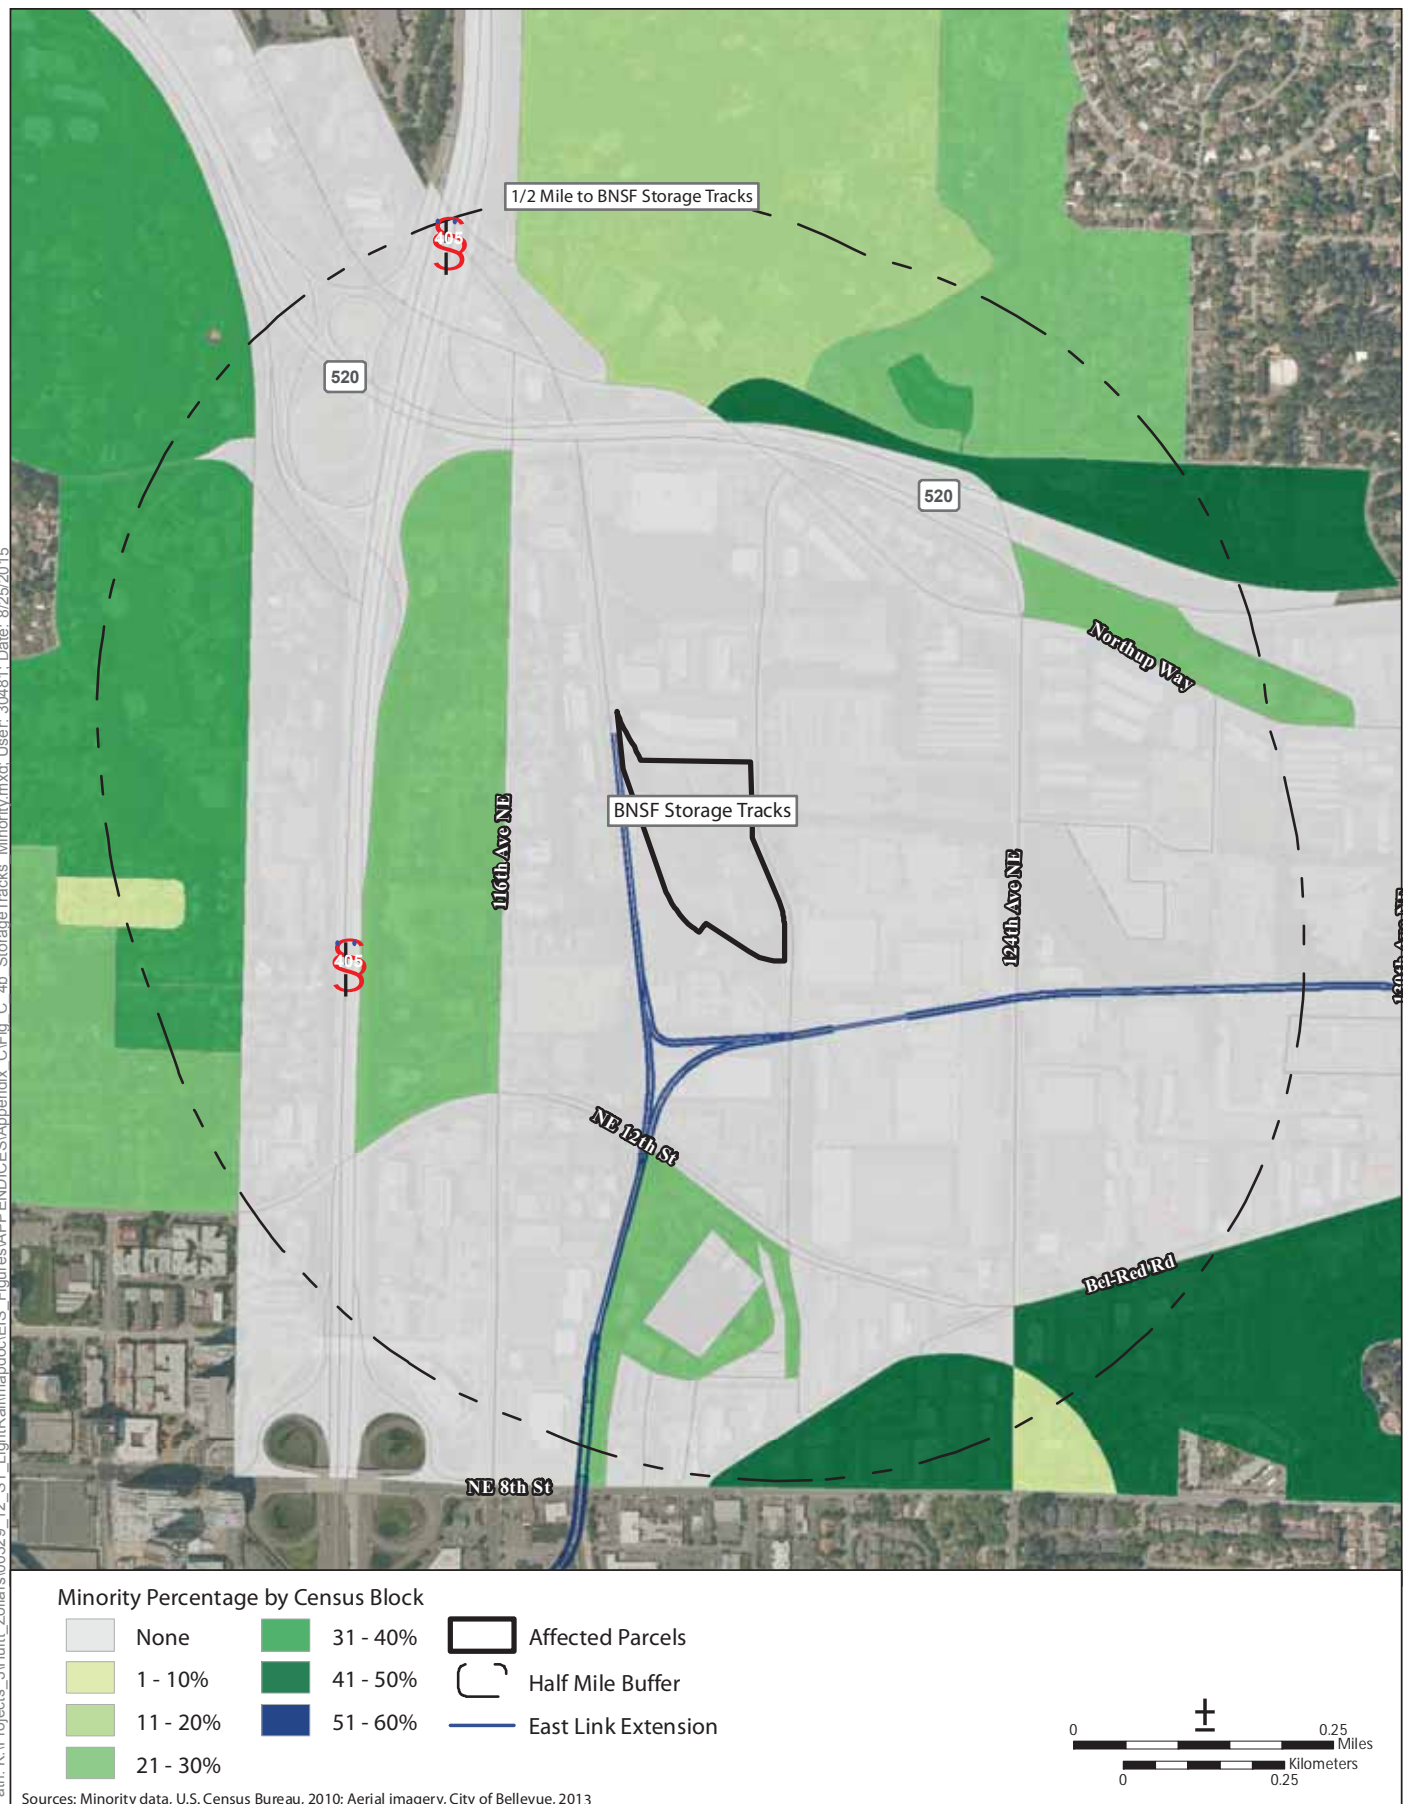 1/2 Mile to BNSF Storage Tracks
405
520
520
Northup Way
BNSF Storage Tracks
116th Ave NE
124th Ave NE
405
NE 12th St
Bel-Red Rd
NE 8th St
Minority Percentage by Census Block
None
1 - 10%
11 - 20%
21 - 30%
31 - 40%
41 - 50%
51 - 60%
Affected Parcels
Half Mile Buffer
East Link Extension
0 0.25
Miles
Kilometers
0 0.25
Sources: Minority data, U.S. Census Bureau, 2010; Aerial imagery, City of Bellevue, 2013